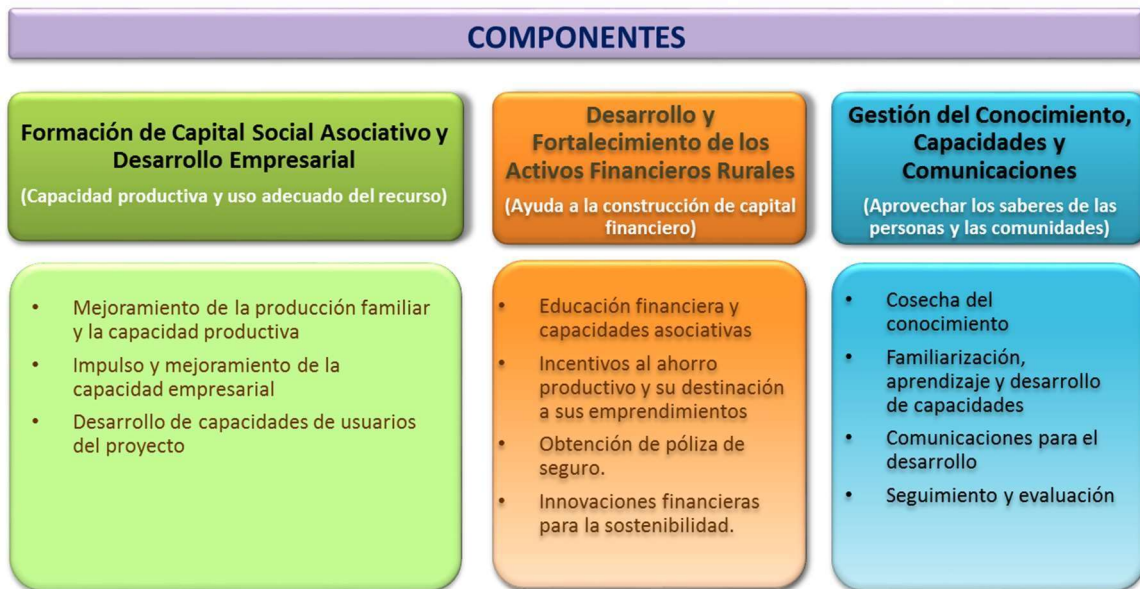 COMPONENTES
Formación de Capital Social Asociativo y
Desarrollo Empresarial
(Capacidad productiva y uso adecuado del recurso)
• Mejoramiento de la producción familiar
y la capacidad productiva
• Impulso y mejoramiento de la
capacidad empresarial
• Desarrollo de capacidades de usuarios
del proyecto
Desarrollo y
Fortalecimiento de los
Activos Financieros Rurales
(Ayuda a la construcción de capital
financiero)
• Educación financiera y
capacidades asociativas
• Incentivos al ahorro
productivo y su destinación
a sus emprendimientos
• Obtención de póliza de
seguro.
• Innovaciones financieras
para la sostenibilidad.
Gestión del Conocimiento,
Capacidades y
Comunicaciones
(Aprovechar los saberes de las
personas y las comunidades)
• Cosecha del
conocimiento
• Familiarización,
aprendizaje y desarrollo
de capacidades
• Comunicaciones para el
desarrollo
• Seguimiento y evaluación